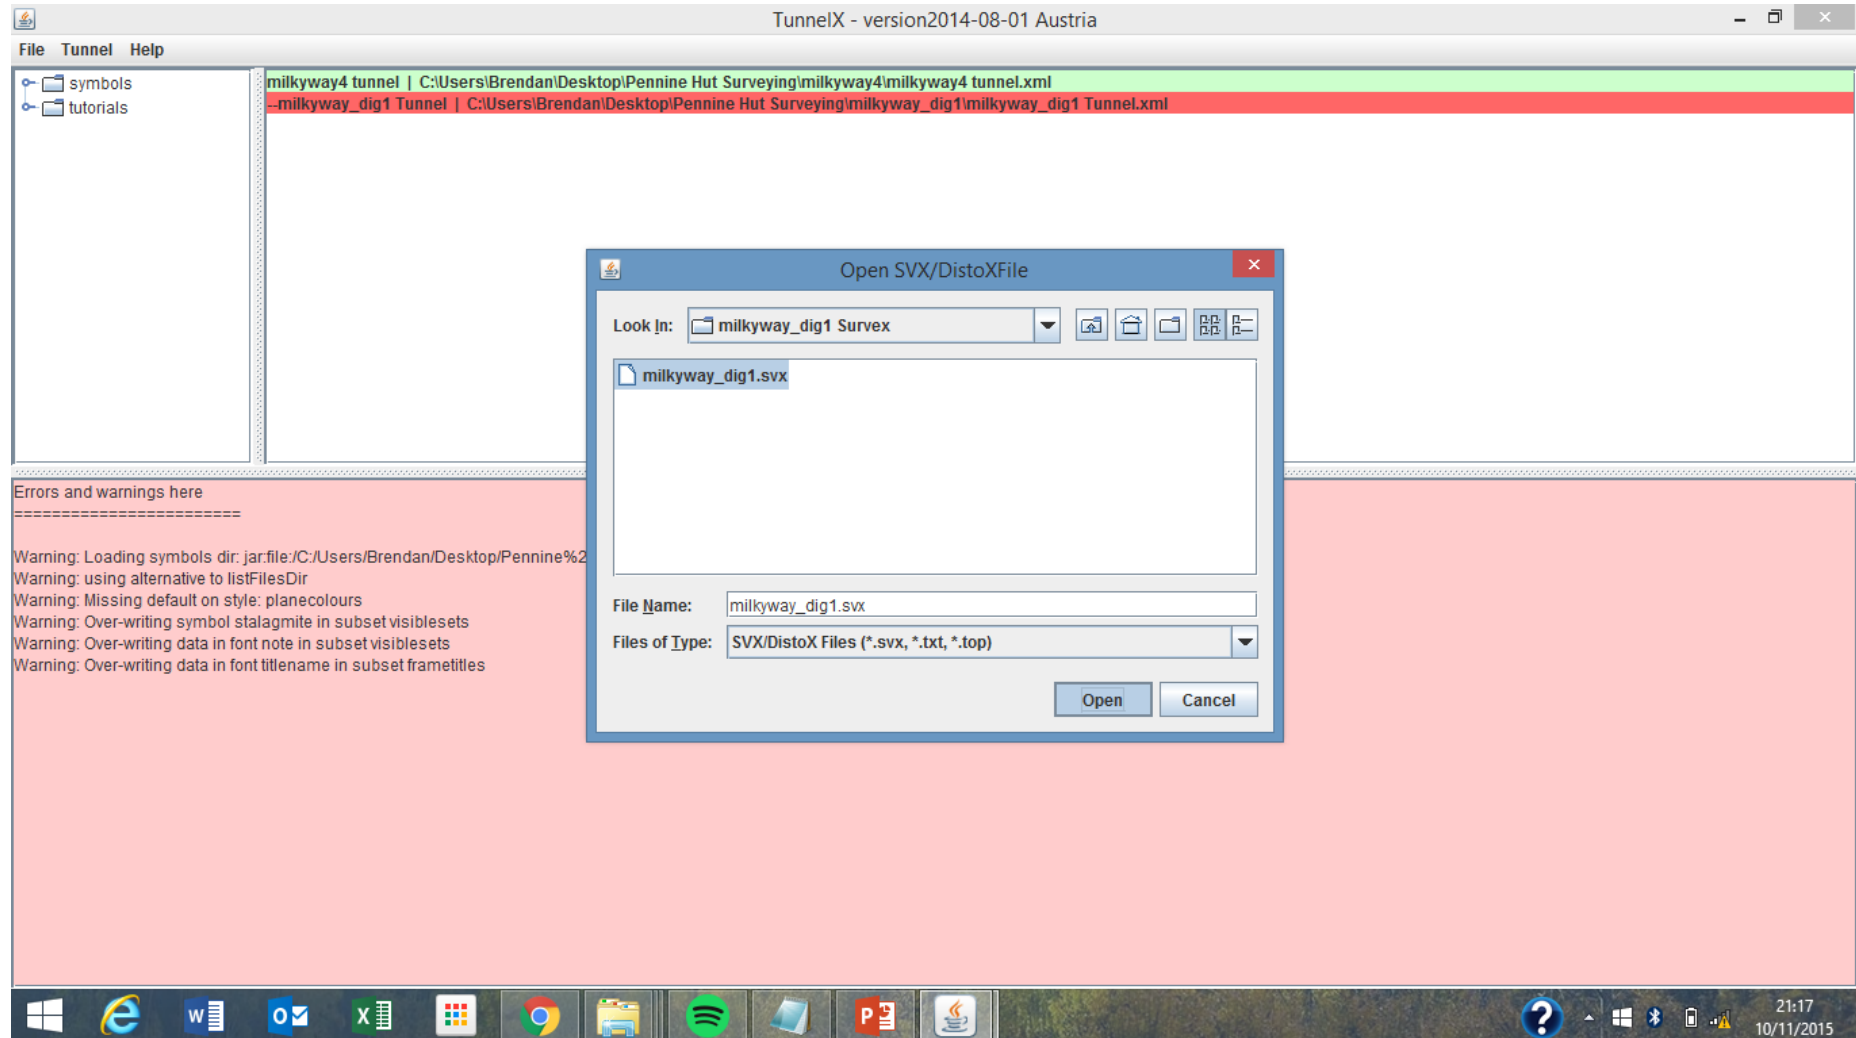 TunnelX - version2014-08-01 Austria
File Tunnel Help
symbols
tutorials
milkyway4 tunnel | C:\Users\Brendan\Desktop\Pennine Hut Surveying\milkyway4\milkyway4 tunnel.xml
--milkyway_dig1 Tunnel | C:\Users\Brendan\Desktop\Pennine Hut Surveying\milkyway_dig1\milkyway_dig1 Tunnel.xml
Open SVX/DistoXFile
Look In: milkyway_dig1 Survex
milkyway_dig1.svx
File Name: milkyway_dig1.svx
Files of Type: SVX/DistoX Files (*.svx, *.txt, *.top)
Open Cancel
Errors and warnings here
========================
Warning: Loading symbols dir: jar:file:/C:/Users/Brendan/Desktop/Pennine%2
Warning: using alternative to listFilesDir
Warning: Missing default on style: planecolours
Warning: Over-writing symbol stalagmite in subset visiblesets
Warning: Over-writing data in font note in subset visiblesets
Warning: Over-writing data in font titlename in subset frametitles
21:17
10/11/2015